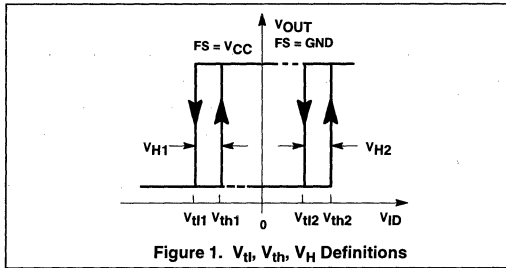 VOUT
FS = VCC
FS = GND
VH1
VH2
Vtl1 Vth1 0 Vtl2 Vth2 VID
Figure 1. Vtl, Vth, VH Definitions